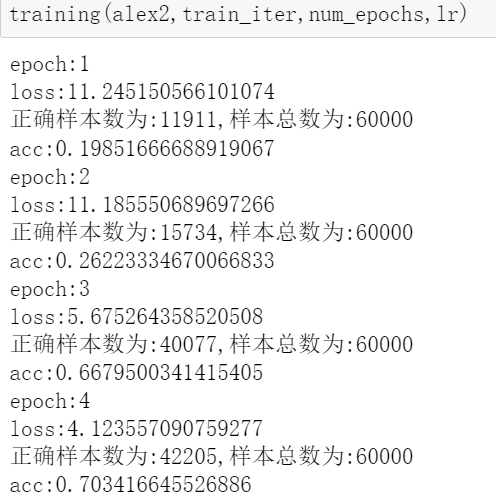 training(alex2,train_iter,num_epochs,lr)
epoch:1
loss:11.245150566101074
正确样本数为:11911,样本总数为:60000
acc:0.19851666688919067
epoch:2
loss:11.185550689697266
正确样本数为:15734,样本总数为:60000
acc:0.26223334670066833
epoch:3
loss:5.675264358520508
正确样本数为:40077,样本总数为:60000
acc:0.6679500341415405
epoch:4
loss:4.123557090759277
正确样本数为:42205,样本总数为:60000
acc:0.703416645526886